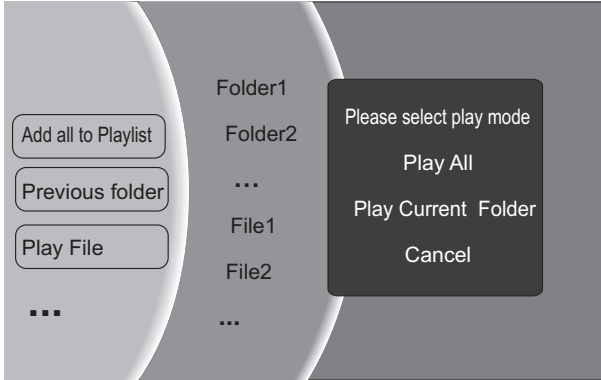 Add all to Playlist
Previous folder
Play File
...
Folder1
Folder2
...
File1
File2
...
Please select play mode
Play All
Play Current Folder
Cancel